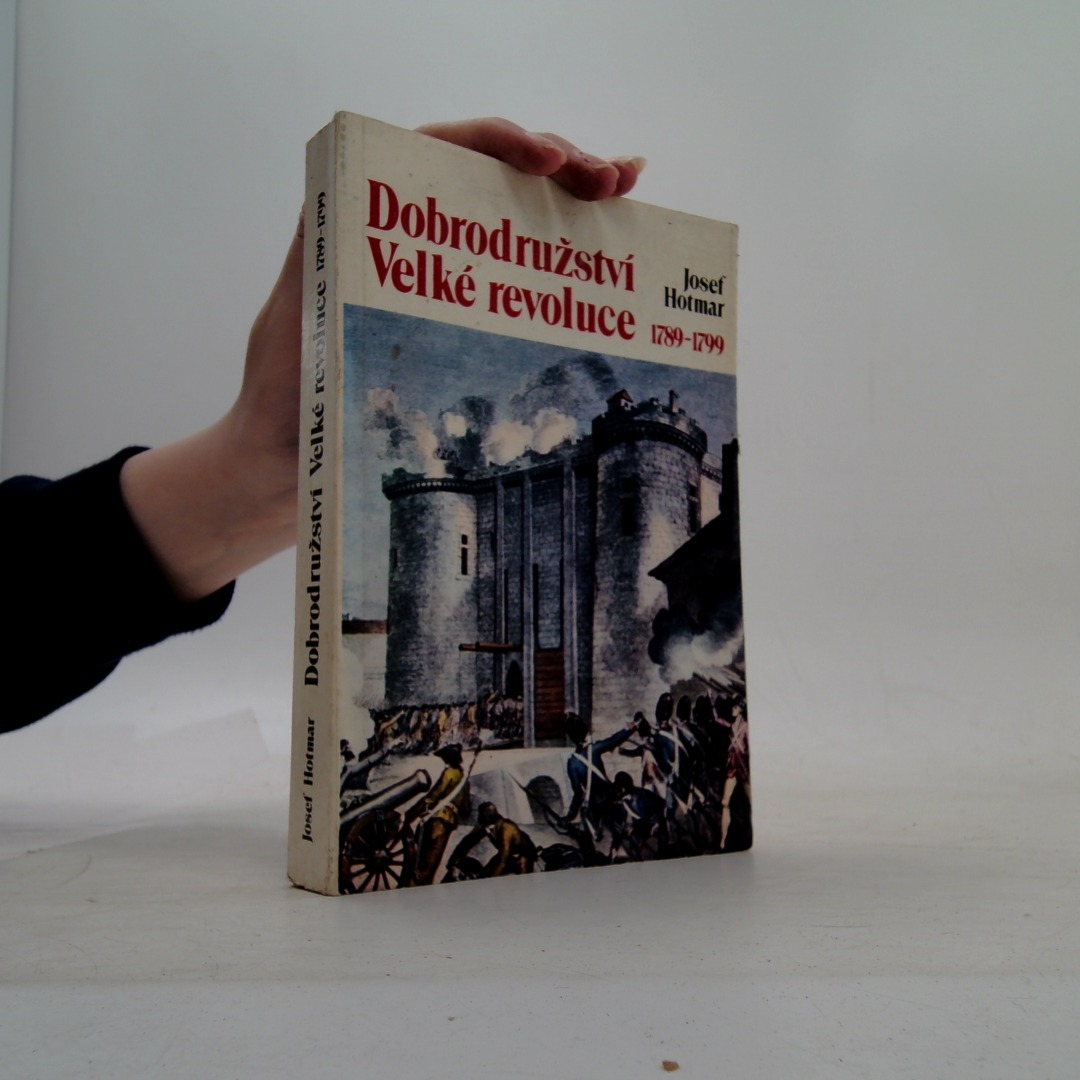 Dobrodružství
Velké revoluce
Josef
Hotmar
1789-1799
Josef Hotmar Dobrodružství Velké revoluce 1789-1799